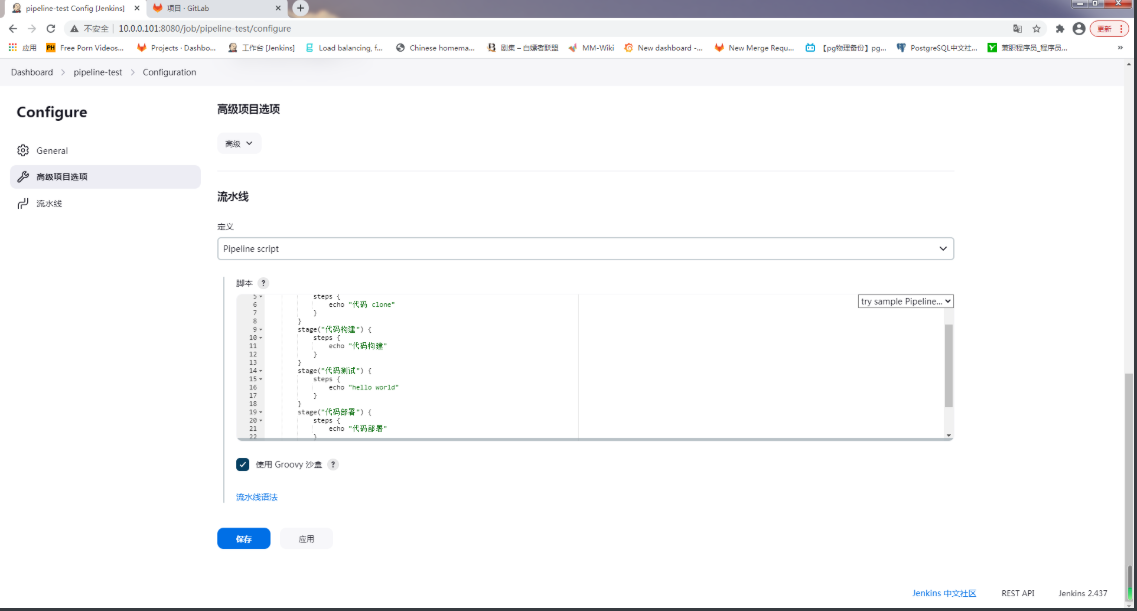 pipeline-test Config [Jenkins]
项目 · GitLab
不安全 10.0.0.101:8080/job/pipeline-test/configure
更新
应用 Free Porn Videos... Projects · Dashbo... 工作台 [Jenkins] Load balancing, f... Chinese homema... 剧度 – 白嫖者联盟 MM-Wiki New dashboard -... New Merge Requ... 【pg物理备份】pg... PostgreSQL中文社... 策驰程序员_程序员...
Dashboard pipeline-test Configuration
Configure
General
高级项目选项
流水线
高级项目选项
高级
流水线
定义
Pipeline script
脚本 ?
try sample Pipeline...
5 steps {
6 echo "代码 clone"
7 }
8 }
9 stage("代码构建") {
10 steps {
11 echo "代码构建"
12 }
13 }
14 stage("代码测试") {
15 steps {
16 echo "hello world"
17 }
18 }
19 stage("代码部署") {
20 steps {
21 echo "代码部署"
22 }
使用 Groovy 沙盒 ?
流水线语法
保存 应用
Jenkins 中文社区 REST API Jenkins 2.437